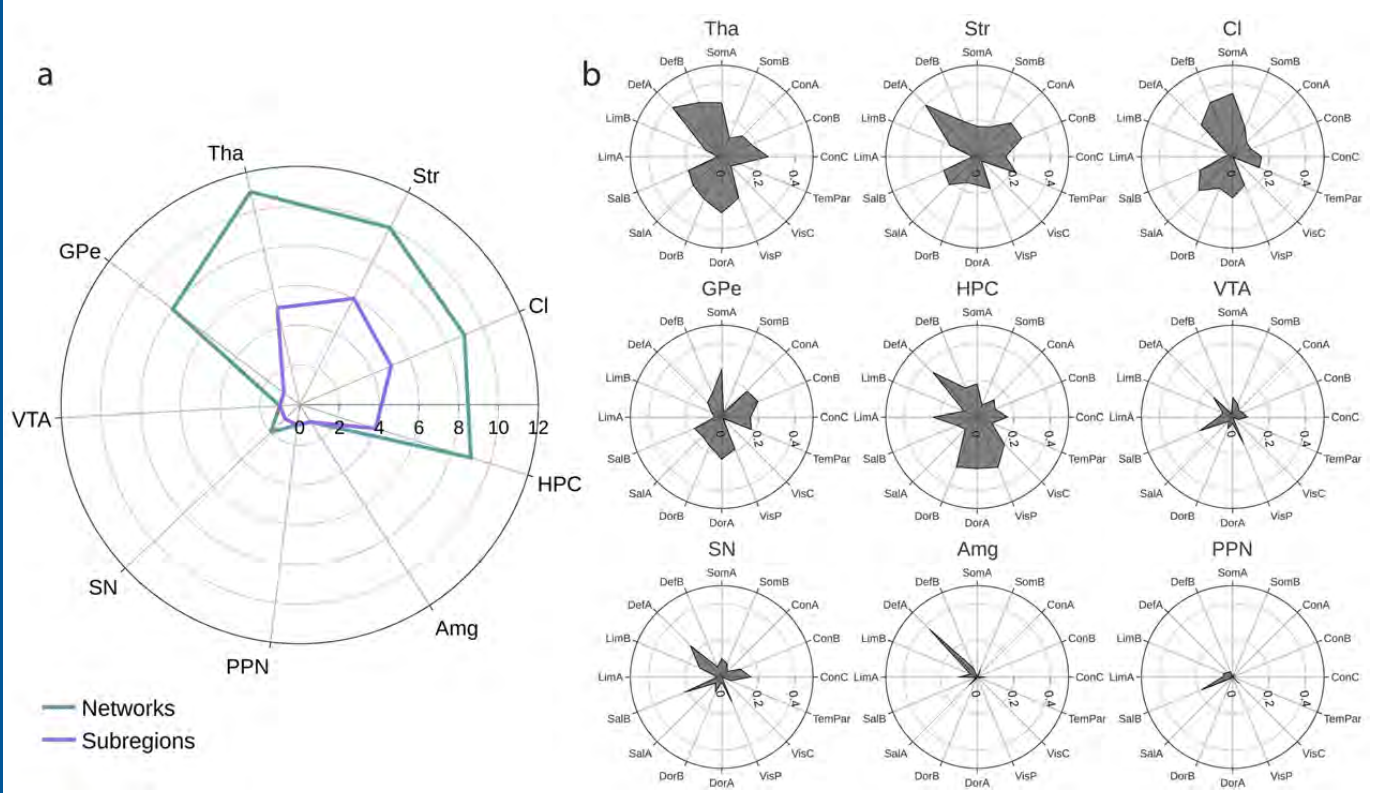 a
Tha
Str
GPe
Cl
VTA
0 2 4 6 8 10 12
HPC
SN
Amg
PPN
Networks
Subregions
b
Tha
SomA
DefB SomB
DefA ConA
LimB ConB
LimA ConC
0 0.2 0.4
SalB TemPar
SalA VisC
DorB VisP
DorA
Str
SomA
DefB SomB
DefA ConA
LimB ConB
LimA ConC
0 0.2 0.4
SalB TemPar
SalA VisC
DorB VisP
DorA
Cl
SomA
DefB SomB
DefA ConA
LimB ConB
LimA ConC
0 0.2 0.4
SalB TemPar
SalA VisC
DorB VisP
DorA
GPe
SomA
DefB SomB
DefA ConA
LimB ConB
LimA ConC
0 0.2 0.4
SalB TemPar
SalA VisC
DorB VisP
DorA
HPC
SomA
DefB SomB
DefA ConA
LimB ConB
LimA ConC
0 0.2 0.4
SalB TemPar
SalA VisC
DorB VisP
DorA
VTA
SomA
DefB SomB
DefA ConA
LimB ConB
LimA ConC
0 0.2 0.4
SalB TemPar
SalA VisC
DorB VisP
DorA
SN
SomA
DefB SomB
DefA ConA
LimB ConB
LimA ConC
0 0.2 0.4
SalB TemPar
SalA VisC
DorB VisP
DorA
Amg
SomA
DefB SomB
DefA ConA
LimB ConB
LimA ConC
0 0.2 0.4
SalB TemPar
SalA VisC
DorB VisP
DorA
PPN
SomA
DefB SomB
DefA ConA
LimB ConB
LimA ConC
0 0.2 0.4
SalB TemPar
SalA VisC
DorB VisP
DorA